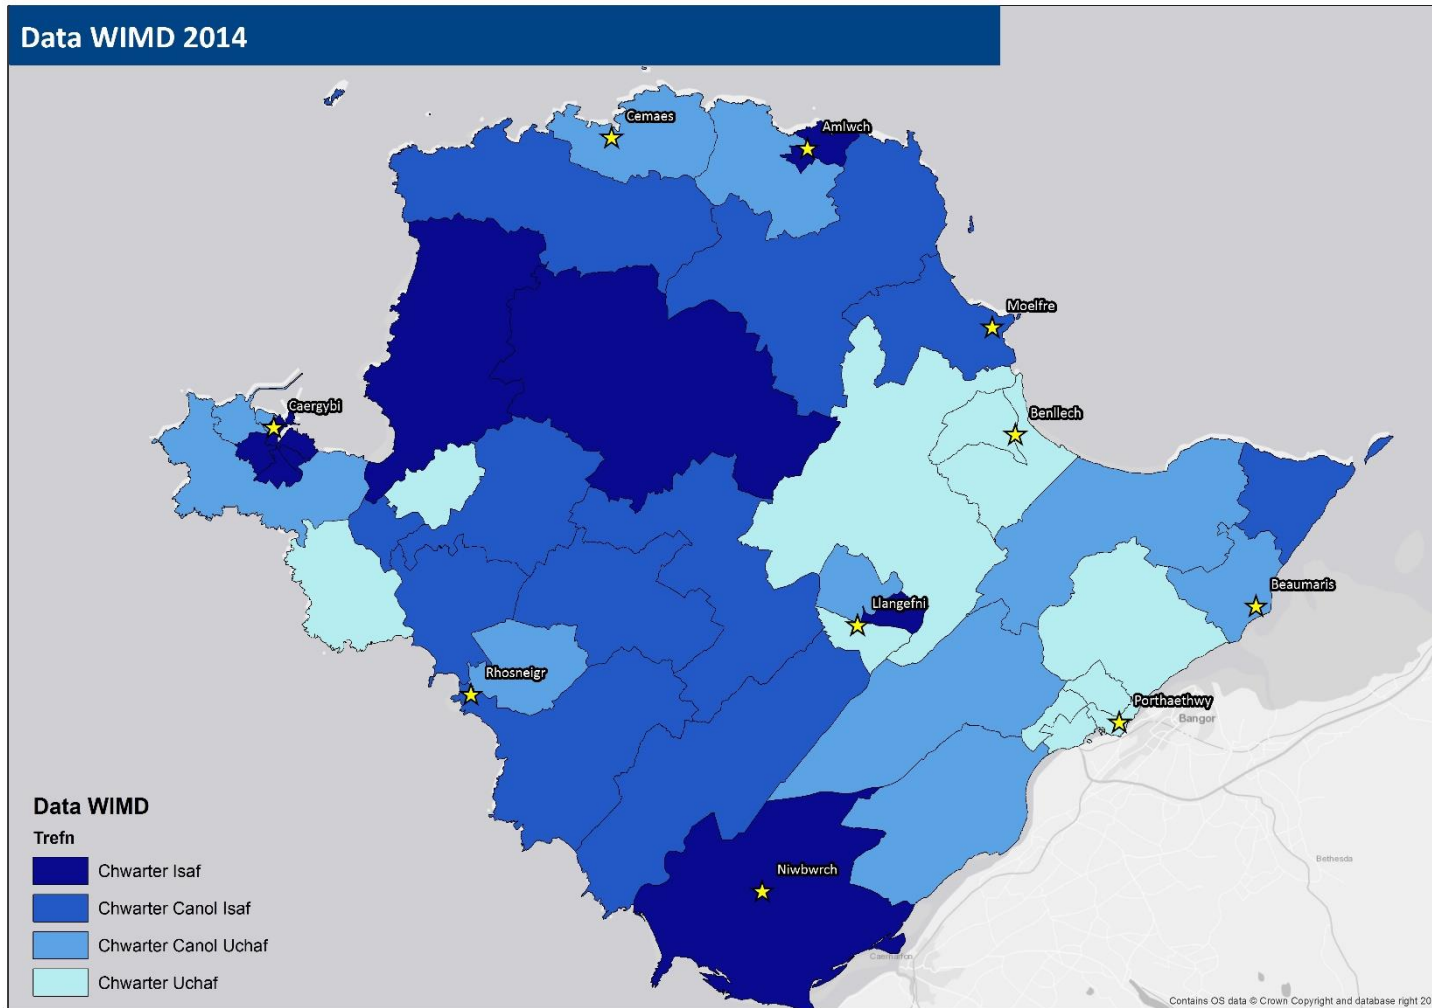 Data WIMD 2014
Cemaes
Amlwch
Moelfre
Caergybi
Benllech
Beaumaris
Llangefni
Rhosneigr
Porthaethwy
Bangor
Data WIMD
Trefn
Chwarter Isaf
Chwarter Canol Isaf
Chwarter Canol Uchaf
Chwarter Uchaf
Niwbwrch
Bethesda
Caernarfon
Contains OS data © Crown Copyright and database right 20